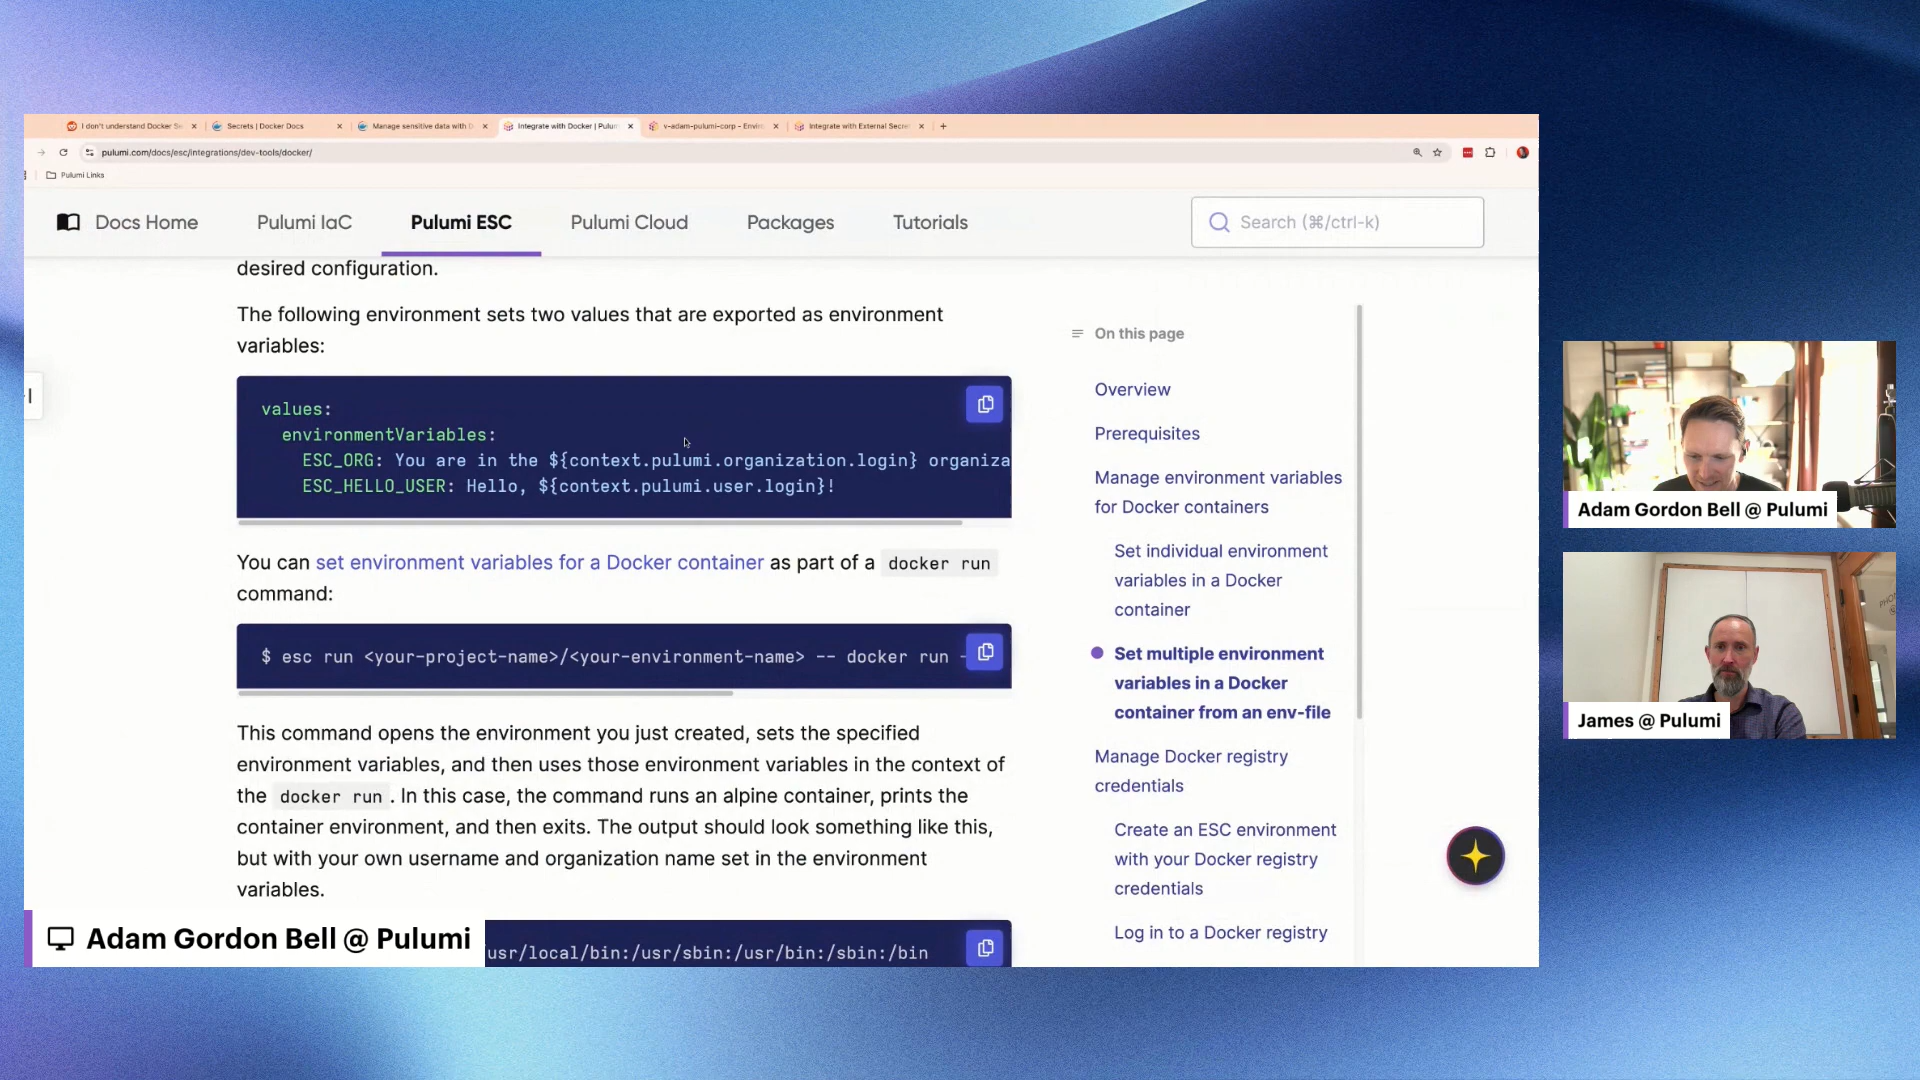 I don't understand Docker Se
Secrets | Docker Docs
Manage sensitive data with D
Integrate with Docker | Pulum
v-adam-pulumi-corp - Enviro
Integrate with External Secre
pulumi.com/docs/esc/integrations/dev-tools/docker/
Pulumi Links
Docs Home
Pulumi IaC
Pulumi ESC
Pulumi Cloud
Packages
Tutorials
Search (⌘/ctrl-k)
desired configuration.
The following environment sets two values that are exported as environment
variables:
values:
environmentVariables:
ESC_ORG: You are in the ${context.pulumi.organization.login} organiza
ESC_HELLO_USER: Hello, ${context.pulumi.user.login}!
You can set environment variables for a Docker container as part of a docker run
command:
$ esc run <your-project-name>/<your-environment-name> -- docker run -
This command opens the environment you just created, sets the specified
environment variables, and then uses those environment variables in the context of
the docker run . In this case, the command runs an alpine container, prints the
container environment, and then exits. The output should look something like this,
but with your own username and organization name set in the environment
variables.
usr/local/bin:/usr/sbin:/usr/bin:/sbin:/bin
On this page
Overview
Prerequisites
Manage environment variables
for Docker containers
Set individual environment
variables in a Docker
container
Set multiple environment
variables in a Docker
container from an env-file
Manage Docker registry
credentials
Create an ESC environment
with your Docker registry
credentials
Log in to a Docker registry
Adam Gordon Bell @ Pulumi
Adam Gordon Bell @ Pulumi
James @ Pulumi